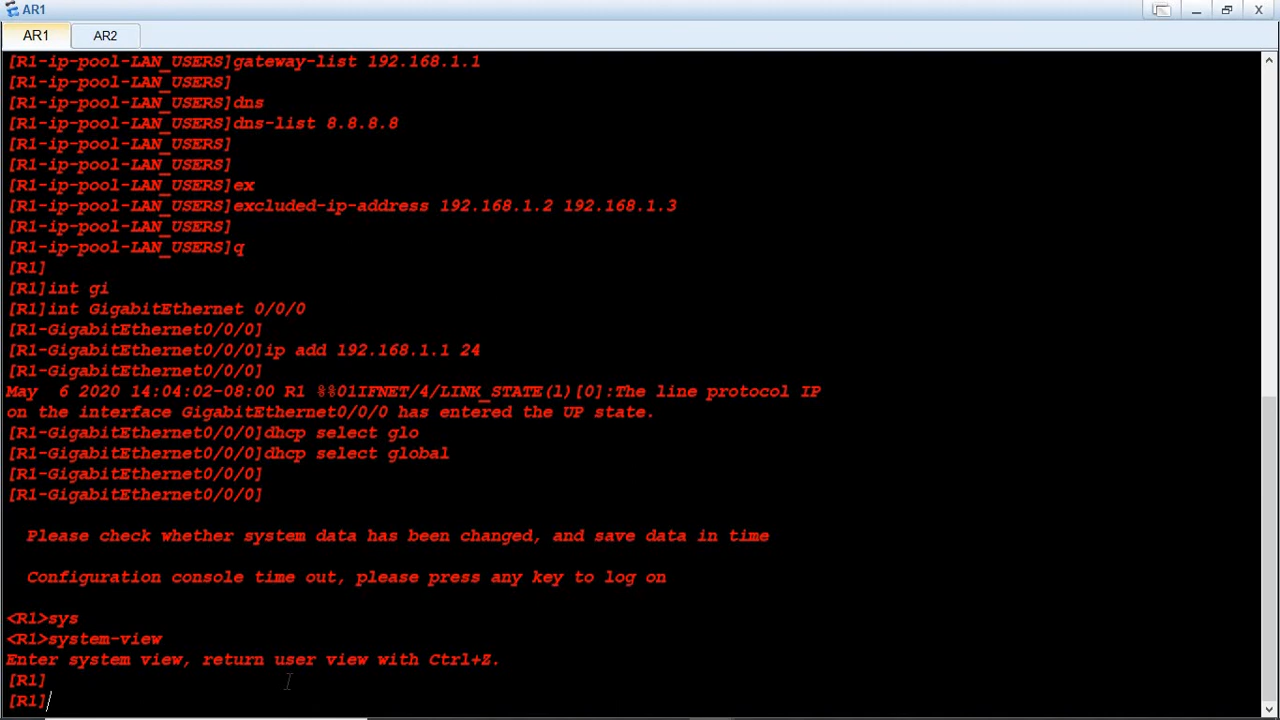 AR1
AR1
AR2
[R1-ip-pool-LAN_USERS]gateway-list 192.168.1.1
[R1-ip-pool-LAN_USERS]
[R1-ip-pool-LAN_USERS]dns
[R1-ip-pool-LAN_USERS]dns-list 8.8.8.8
[R1-ip-pool-LAN_USERS]
[R1-ip-pool-LAN_USERS]
[R1-ip-pool-LAN_USERS]ex
[R1-ip-pool-LAN_USERS]excluded-ip-address 192.168.1.2 192.168.1.3
[R1-ip-pool-LAN_USERS]
[R1-ip-pool-LAN_USERS]q
[R1]
[R1]int gi
[R1]int GigabitEthernet 0/0/0
[R1-GigabitEthernet0/0/0]
[R1-GigabitEthernet0/0/0]ip add 192.168.1.1 24
[R1-GigabitEthernet0/0/0]
May  6 2020 14:04:02-08:00 R1 %%01IFNET/4/LINK_STATE(l)[0]:The line protocol IP
on the interface GigabitEthernet0/0/0 has entered the UP state.
[R1-GigabitEthernet0/0/0]dhcp select glo
[R1-GigabitEthernet0/0/0]dhcp select global
[R1-GigabitEthernet0/0/0]
[R1-GigabitEthernet0/0/0]
Please check whether system data has been changed, and save data in time
Configuration console time out, please press any key to log on
<R1>sys
<R1>system-view
Enter system view, return user view with Ctrl+Z.
[R1]
[R1]